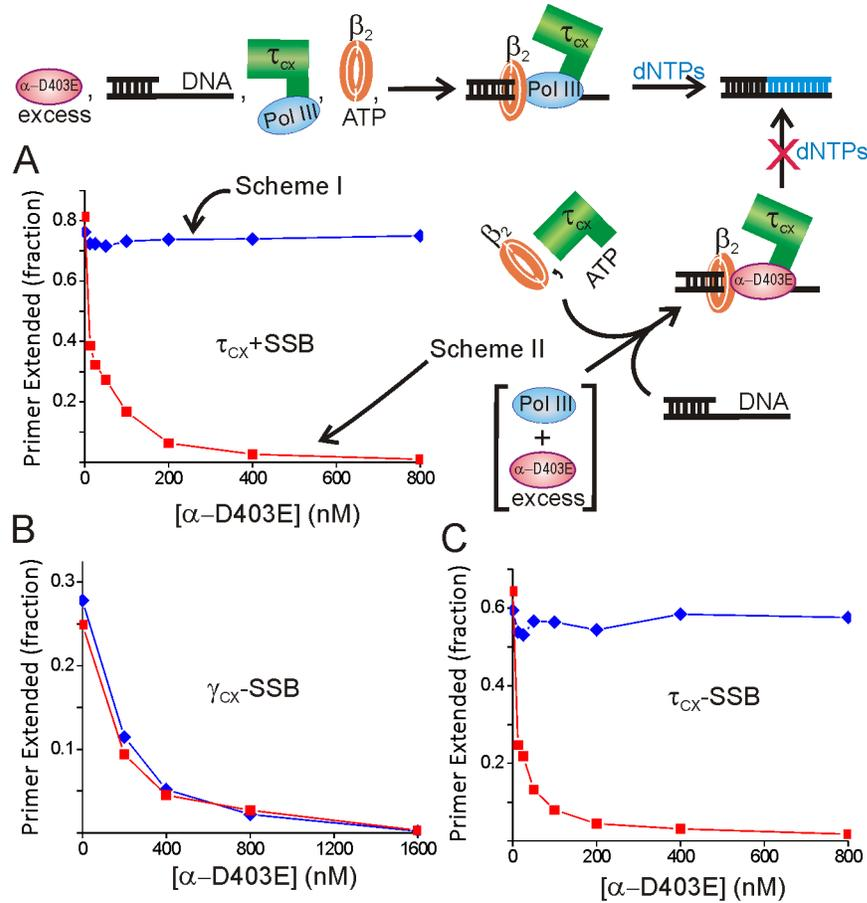 α-D403E
excess
,
DNA
,
τCX
Pol III
,
β2
,
ATP
β2
τCX
Pol III
dNTPs
X dNTPs
A
Scheme I
Primer Extended (fraction)
0.8
0.6
0.4
0.2
τCX+SSB
Scheme II
0 200 400 600 800
[α−D403E] (nM)
β2
,
τCX
ATP
β2
τCX
α-D403E
Pol III
+
α-D403E
excess
DNA
B
Primer Extended (fraction)
0.3
0.2
0.1
γCX-SSB
0 400 800 1200 1600
[α−D403E] (nM)
C
Primer Extended (fraction)
0.6
0.4
0.2
τCX-SSB
0 200 400 600 800
[α−D403E] (nM)